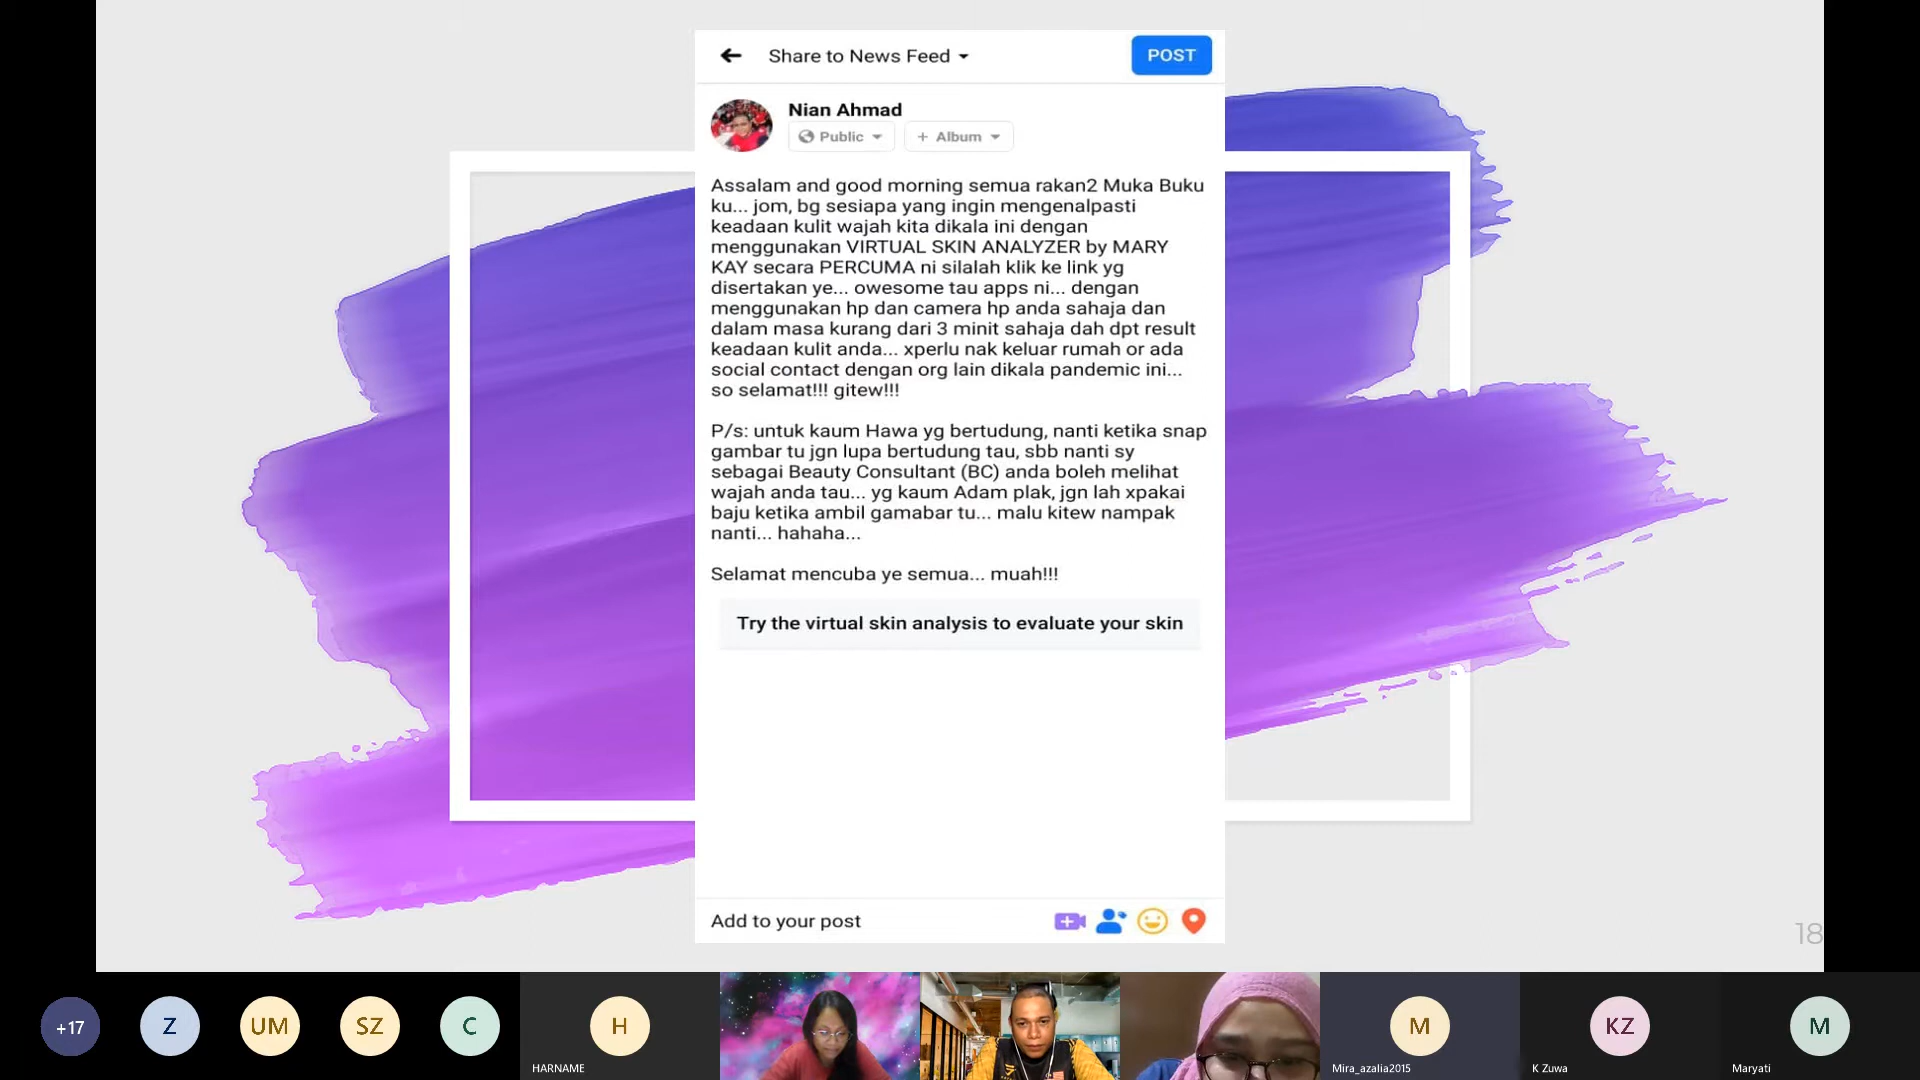 Share to News Feed
POST
Nian Ahmad
Public
+ Album
Assalam and good morning semua rakan2 Muka Buku
ku... jom, bg sesiapa yang ingin mengenalpasti
keadaan kulit wajah kita dikala ini dengan
menggunakan VIRTUAL SKIN ANALYZER by MARY
KAY secara PERCUMA ni silalah klik ke link yg
disertakan ye... owesome tau apps ni... dengan
menggunakan hp dan camera hp anda sahaja dan
dalam masa kurang dari 3 minit sahaja dah dpt result
keadaan kulit anda... xperlu nak keluar rumah or ada
social contact dengan org lain dikala pandemic ini...
so selamat!!! gitew!!!
P/s: untuk kaum Hawa yg bertudung, nanti ketika snap
gambar tu jgn lupa bertudung tau, sbb nanti sy
sebagai Beauty Consultant (BC) anda boleh melihat
wajah anda tau... yg kaum Adam plak, jgn lah xpakai
baju ketika ambil gamabar tu... malu kitew nampak
nanti... hahaha...
Selamat mencuba ye semua... muah!!!
Try the virtual skin analysis to evaluate your skin
Add to your post
18
+17
Z
UM
SZ
C
H
HARNAME
M
Mira_azalia2015
KZ
K Zuwa
M
Maryati